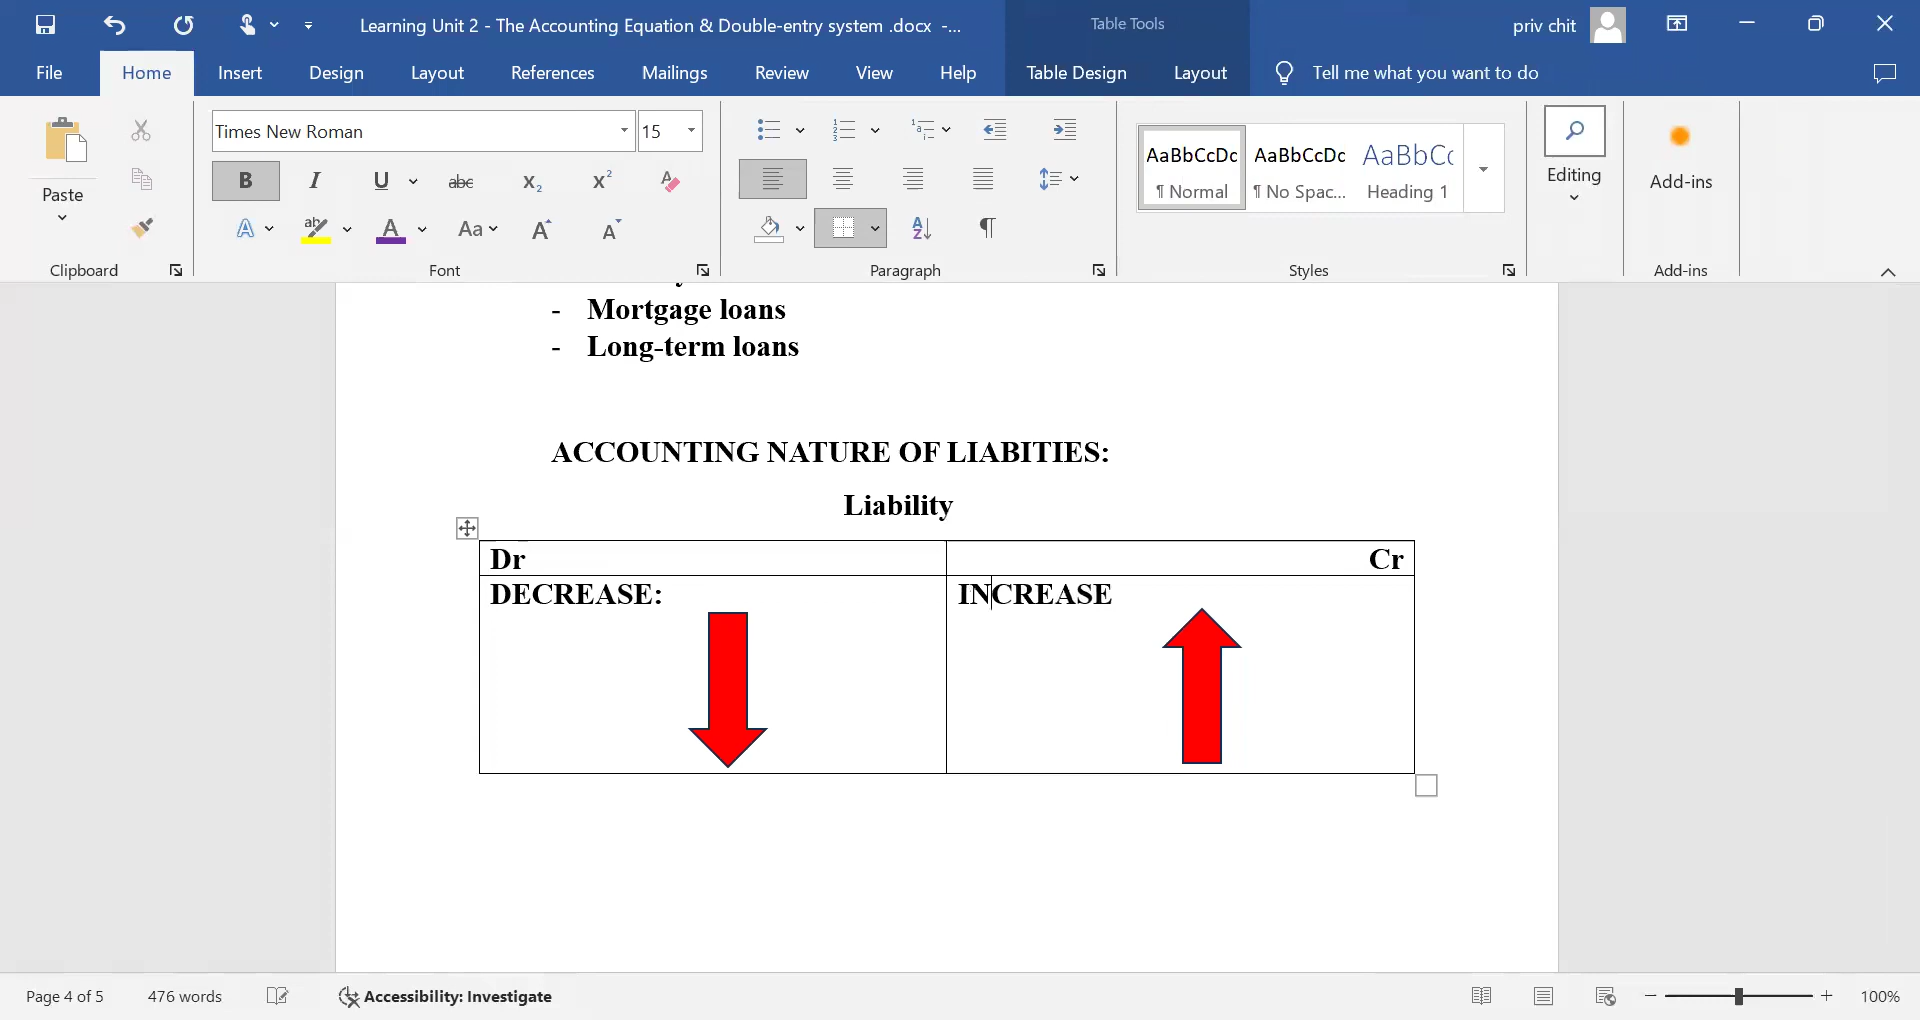 Learning Unit 2 - The Accounting Equation & Double-entry system .docx -...
Table Tools
priv chit
File
Home
Insert
Design
Layout
References
Mailings
Review
View
Help
Table Design
Layout
Tell me what you want to do
Paste
Clipboard
Times New Roman
15
Font
Paragraph
AaBbCcDc AaBbCcDc AaBbCc
¶ Normal
¶ No Spac...
Heading 1
Styles
Editing
Add-ins
Add-ins
- Mortgage loans
- Long-term loans
ACCOUNTING NATURE OF LIABITIES:
Liability
Dr
Cr
DECREASE:
INCREASE
Page 4 of 5
476 words
Accessibility: Investigate
100%